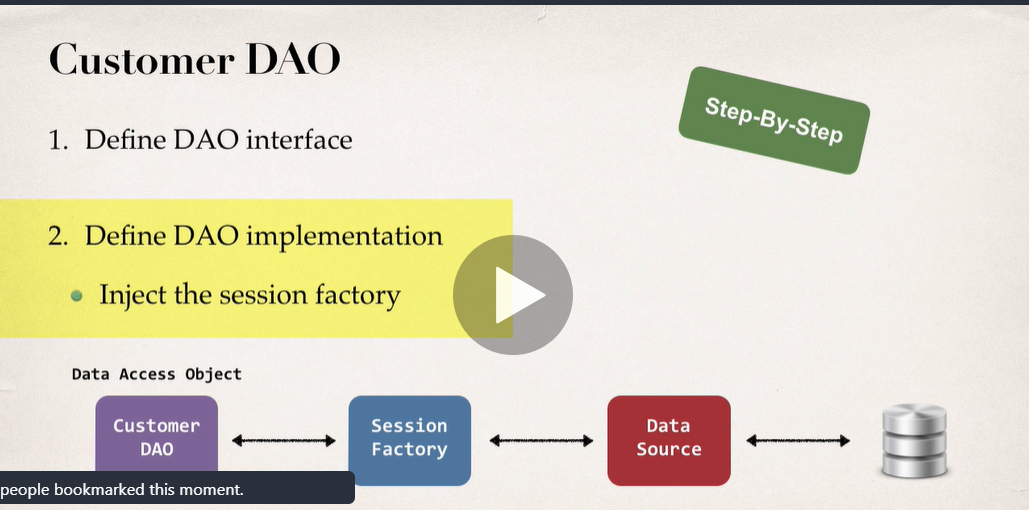 Customer DAO
Step-By-Step
1. Define DAO interface
2. Define DAO implementation
Inject the session factory
Data Access Object
Customer
DAO
Session
Factory
Data
Source
people bookmarked this moment.